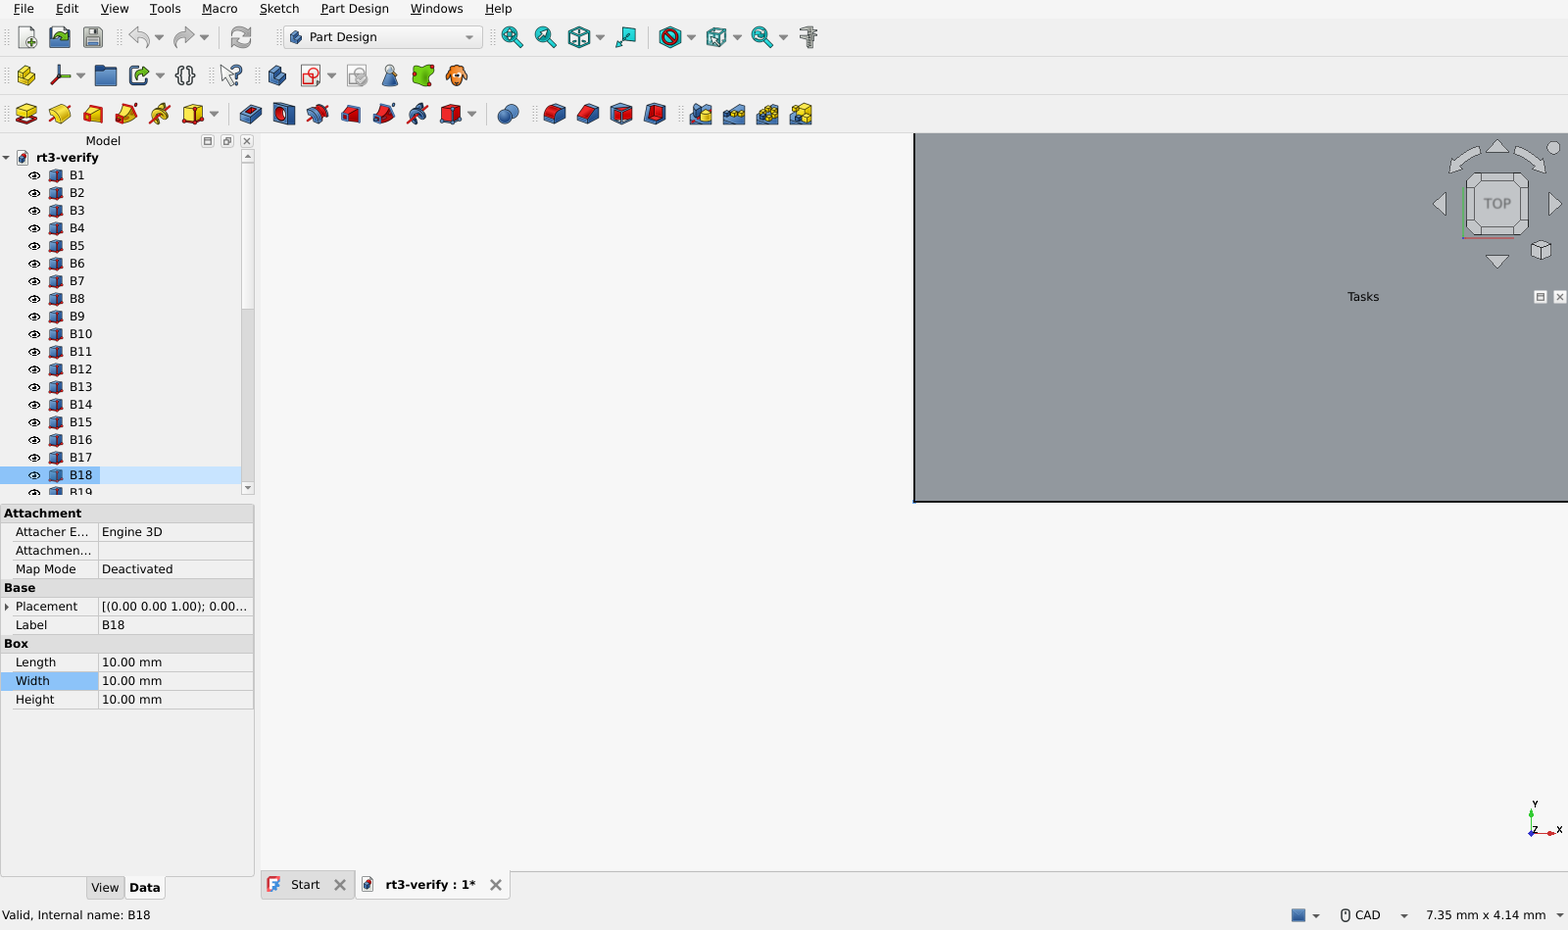 File Edit View Tools Macro Sketch Part Design Windows Help
Part Design
Model
rt3-verify
B1
B2
B3
B4
B5
B6
B7
B8
B9
B10
B11
B12
B13
B14
B15
B16
B17
B18
B19
TOP
Tasks
Attachment
Attacher E... Engine 3D
Attachmen...
Map Mode Deactivated
Base
Placement [(0.00 0.00 1.00); 0.00...
Label B18
Box
Length 10.00 mm
Width 10.00 mm
Height 10.00 mm
Y
Z X
View Data
Start rt3-verify : 1*
Valid, Internal name: B18 CAD 7.35 mm x 4.14 mm